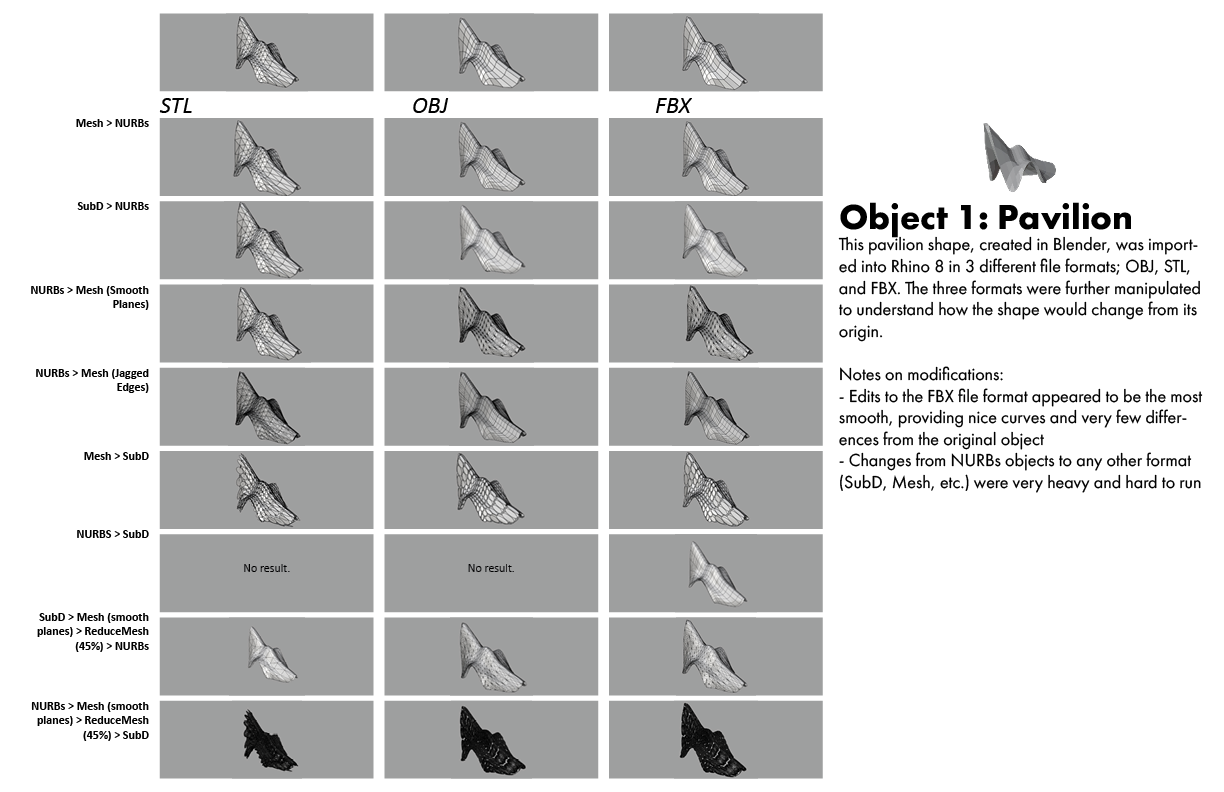 STL
OBJ
FBX
Mesh > NURBs
SubD > NURBs
NURBs > Mesh (Smooth
Planes)
NURBs > Mesh (Jagged
Edges)
Mesh > SubD
NURBS > SubD
No result.
No result.
SubD > Mesh (smooth
planes) > ReduceMesh
(45%) > NURBs
NURBs > Mesh (smooth
planes) > ReduceMesh
(45%) > SubD
Object 1: Pavilion
This pavilion shape, created in Blender, was import-
ed into Rhino 8 in 3 different file formats; OBJ, STL,
and FBX. The three formats were further manipulated
to understand how the shape would change from its
origin.
Notes on modifications:
- Edits to the FBX file format appeared to be the most
smooth, providing nice curves and very few differ-
ences from the original object
- Changes from NURBs objects to any other format
(SubD, Mesh, etc.) were very heavy and hard to run